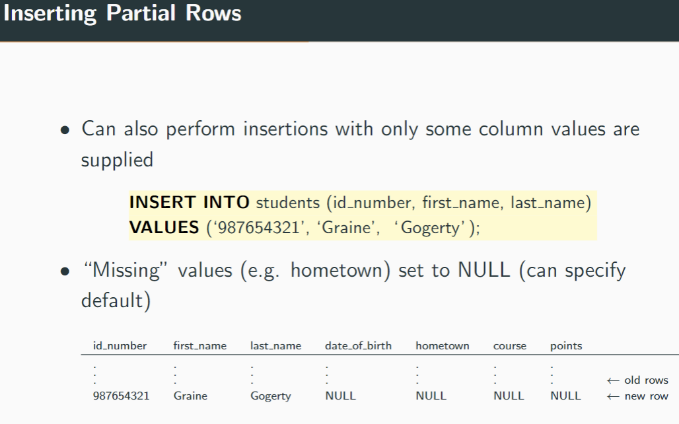 Inserting Partial Rows
• Can also perform insertions with only some column values are
supplied
INSERT INTO students (id_number, first_name, last_name)
VALUES (‘987654321’, ‘Graine’, ‘Gogerty’);
• “Missing” values (e.g. hometown) set to NULL (can specify
default)
id_number first_name last_name date_of_birth hometown course points
. . . . . . .
. . . . . . . ← old rows
. . . . . . .
987654321 Graine Gogerty NULL NULL NULL NULL ← new row